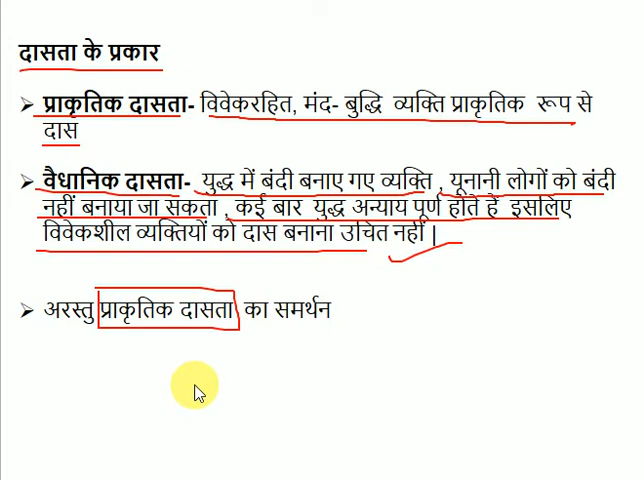 दासता के प्रकार
➢ प्राकृतिक दासता- विवेकरहित, मंद- बुद्धि व्यक्ति प्राकृतिक रूप से
दास
➢ वैधानिक दासता- युद्ध में बंदी बनाए गए व्यक्ति , यूनानी लोगों को बंदी
नहीं बनाया जा सकता , कई बार युद्ध अन्याय पूर्ण होते हैं इसलिए
विवेकशील व्यक्तियों को दास बनाना उचित नहीं |
➢ अरस्तु प्राकृतिक दासता का समर्थन